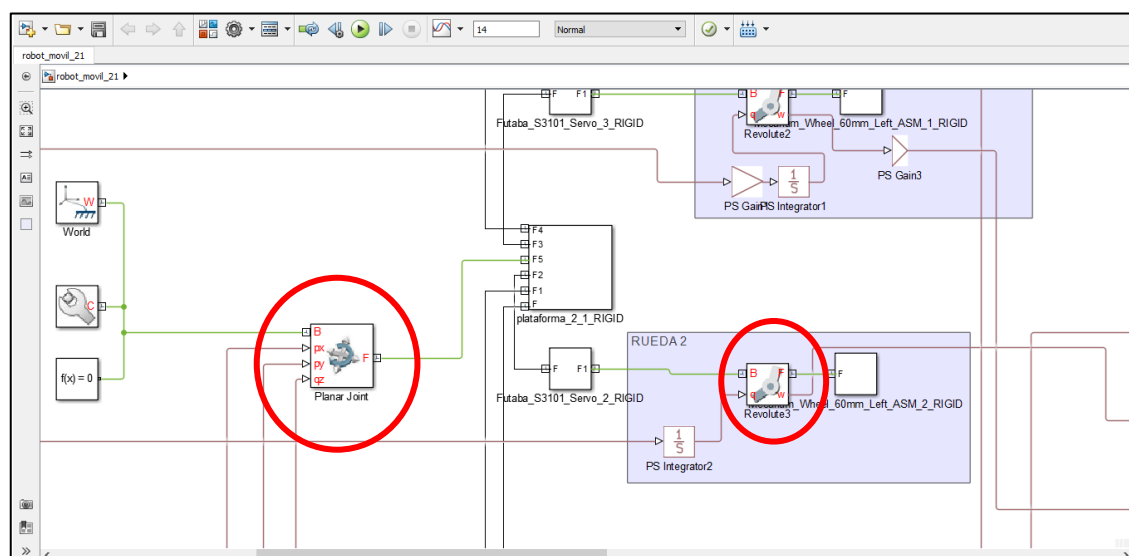 14
Normal
robot_movil_21
robot_movil_21
F F1
Futaba_S3101_Servo_3_RIGID
B F
q w
Revolute2
F
Mecanum_Wheel_60mm_Left_ASM_1_RIGID
PS Gain3
PS Gain1
1
S
PS Integrator1
W
World
C
f(x) = 0
B
px
py
qz
F
Planar Joint
F4
F3
F5
F2
F1
F
plataforma_2_1_RIGID
F F1
Futaba_S3101_Servo_2_RIGID
RUEDA 2
B F
q w
Revolute3
F
Mecanum_Wheel_60mm_Left_ASM_2_RIGID
1
S
PS Integrator2